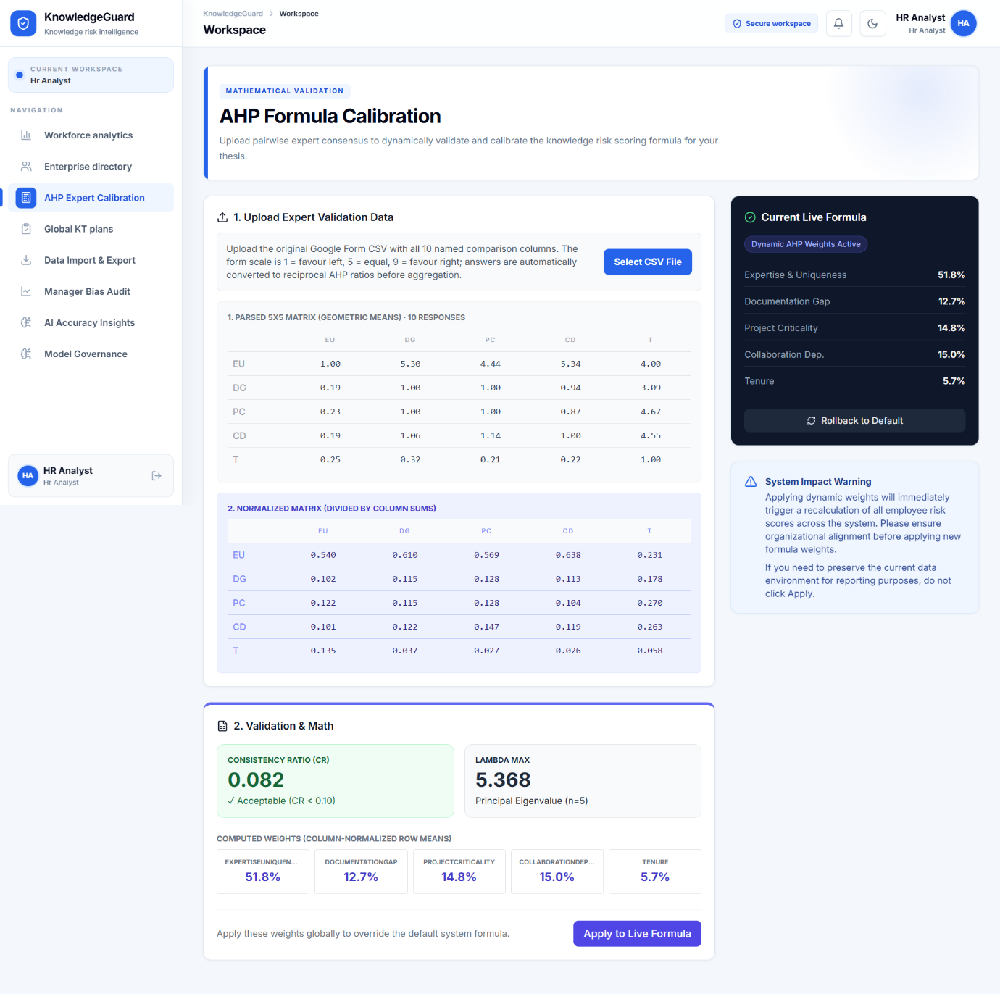 KnowledgeGuard
Knowledge risk intelligence
CURRENT WORKSPACE
Hr Analyst
NAVIGATION
Workforce analytics
Enterprise directory
AHP Expert Calibration
Global KT plans
Data Import & Export
Manager Bias Audit
AI Accuracy Insights
Model Governance
HA
HR Analyst
Hr Analyst
KnowledgeGuard > Workspace
Workspace
Secure workspace
HR Analyst
Hr Analyst
HA
MATHEMATICAL VALIDATION
AHP Formula Calibration
Upload pairwise expert consensus to dynamically validate and calibrate the knowledge risk scoring formula for your
thesis.
1. Upload Expert Validation Data
Upload the original Google Form CSV with all 10 named comparison columns. The
form scale is 1 = favour left, 5 = equal, 9 = favour right; answers are automatically
converted to reciprocal AHP ratios before aggregation.
Select CSV File
1. PARSED 5X5 MATRIX (GEOMETRIC MEANS) · 10 RESPONSES
EU DG PC CD T
EU 1.00 5.30 4.44 5.34 4.00
DG 0.19 1.00 1.00 0.94 3.09
PC 0.23 1.00 1.00 0.87 4.67
CD 0.19 1.06 1.14 1.00 4.55
T 0.25 0.32 0.21 0.22 1.00
2. NORMALIZED MATRIX (DIVIDED BY COLUMN SUMS)
EU DG PC CD T
EU 0.540 0.610 0.569 0.638 0.231
DG 0.102 0.115 0.128 0.113 0.178
PC 0.122 0.115 0.128 0.104 0.270
CD 0.101 0.122 0.147 0.119 0.263
T 0.135 0.037 0.027 0.026 0.058
2. Validation & Math
CONSISTENCY RATIO (CR)
0.082
✓ Acceptable (CR < 0.10)
LAMBDA MAX
5.368
Principal Eigenvalue (n=5)
COMPUTED WEIGHTS (COLUMN-NORMALIZED ROW MEANS)
EXPERTISEUNIQUEN...
51.8%
DOCUMENTATIONGAP
12.7%
PROJECTCRITICALITY
14.8%
COLLABORATIONDEP...
15.0%
TENURE
5.7%
Apply these weights globally to override the default system formula.
Apply to Live Formula
Current Live Formula
Dynamic AHP Weights Active
Expertise & Uniqueness 51.8%
Documentation Gap 12.7%
Project Criticality 14.8%
Collaboration Dep. 15.0%
Tenure 5.7%
Rollback to Default
System Impact Warning
Applying dynamic weights will immediately
trigger a recalculation of all employee risk
scores across the system. Please ensure
organizational alignment before applying new
formula weights.
If you need to preserve the current data
environment for reporting purposes, do not
click Apply.